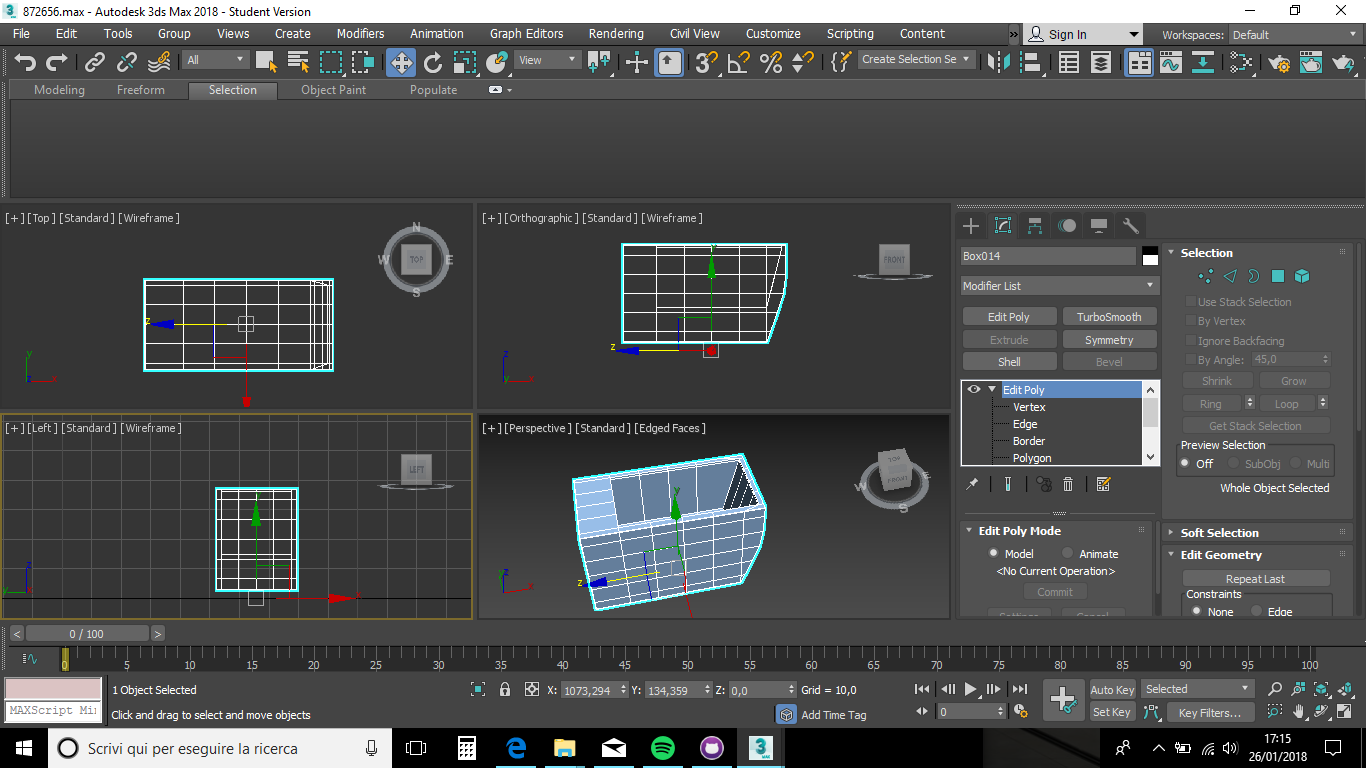 872656.max - Autodesk 3ds Max 2018 - Student Version
File Edit Tools Group Views Create Modifiers Animation Graph Editors Rendering Civil View Customize Scripting Content » Sign In Workspaces: Default
All View 3 Create Selection Se
Modeling Freeform Selection Object Paint Populate
[+] [Top] [Standard] [Wireframe]
N
W TOP E
S
z
y
z x
[+] [Orthographic] [Standard] [Wireframe]
FRONT
y
z
z
y x
[+] [Left] [Standard] [Wireframe]
LEFT
y
z
y x
[+] [Perspective] [Standard] [Edged Faces]
TOP
FRONT
W E
S
y
z
z
y x
Box014
Modifier List
Edit Poly TurboSmooth
Extrude Symmetry
Shell Bevel
Edit Poly
Vertex
Edge
Border
Polygon
Edit Poly Mode
Model Animate
<No Current Operation>
Commit
Settings Cancel
Selection
Use Stack Selection
By Vertex
Ignore Backfacing
By Angle: 45,0
Shrink Grow
Ring Loop
Get Stack Selection
Preview Selection
Off SubObj Multi
Whole Object Selected
Soft Selection
Edit Geometry
Repeat Last
Constraints
None Edge
< 0 / 100 >
0 5 10 15 20 25 30 35 40 45 50 55 60 65 70 75 80 85 90 95 100
1 Object Selected X: 1073,294 Y: 134,359 Z: 0,0 Grid = 10,0 Auto Key Selected
MAXScript Mi Click and drag to select and move objects Add Time Tag 0 Set Key Key Filters...
Scrivi qui per eseguire la ricerca 3 MAX 17:15
26/01/2018